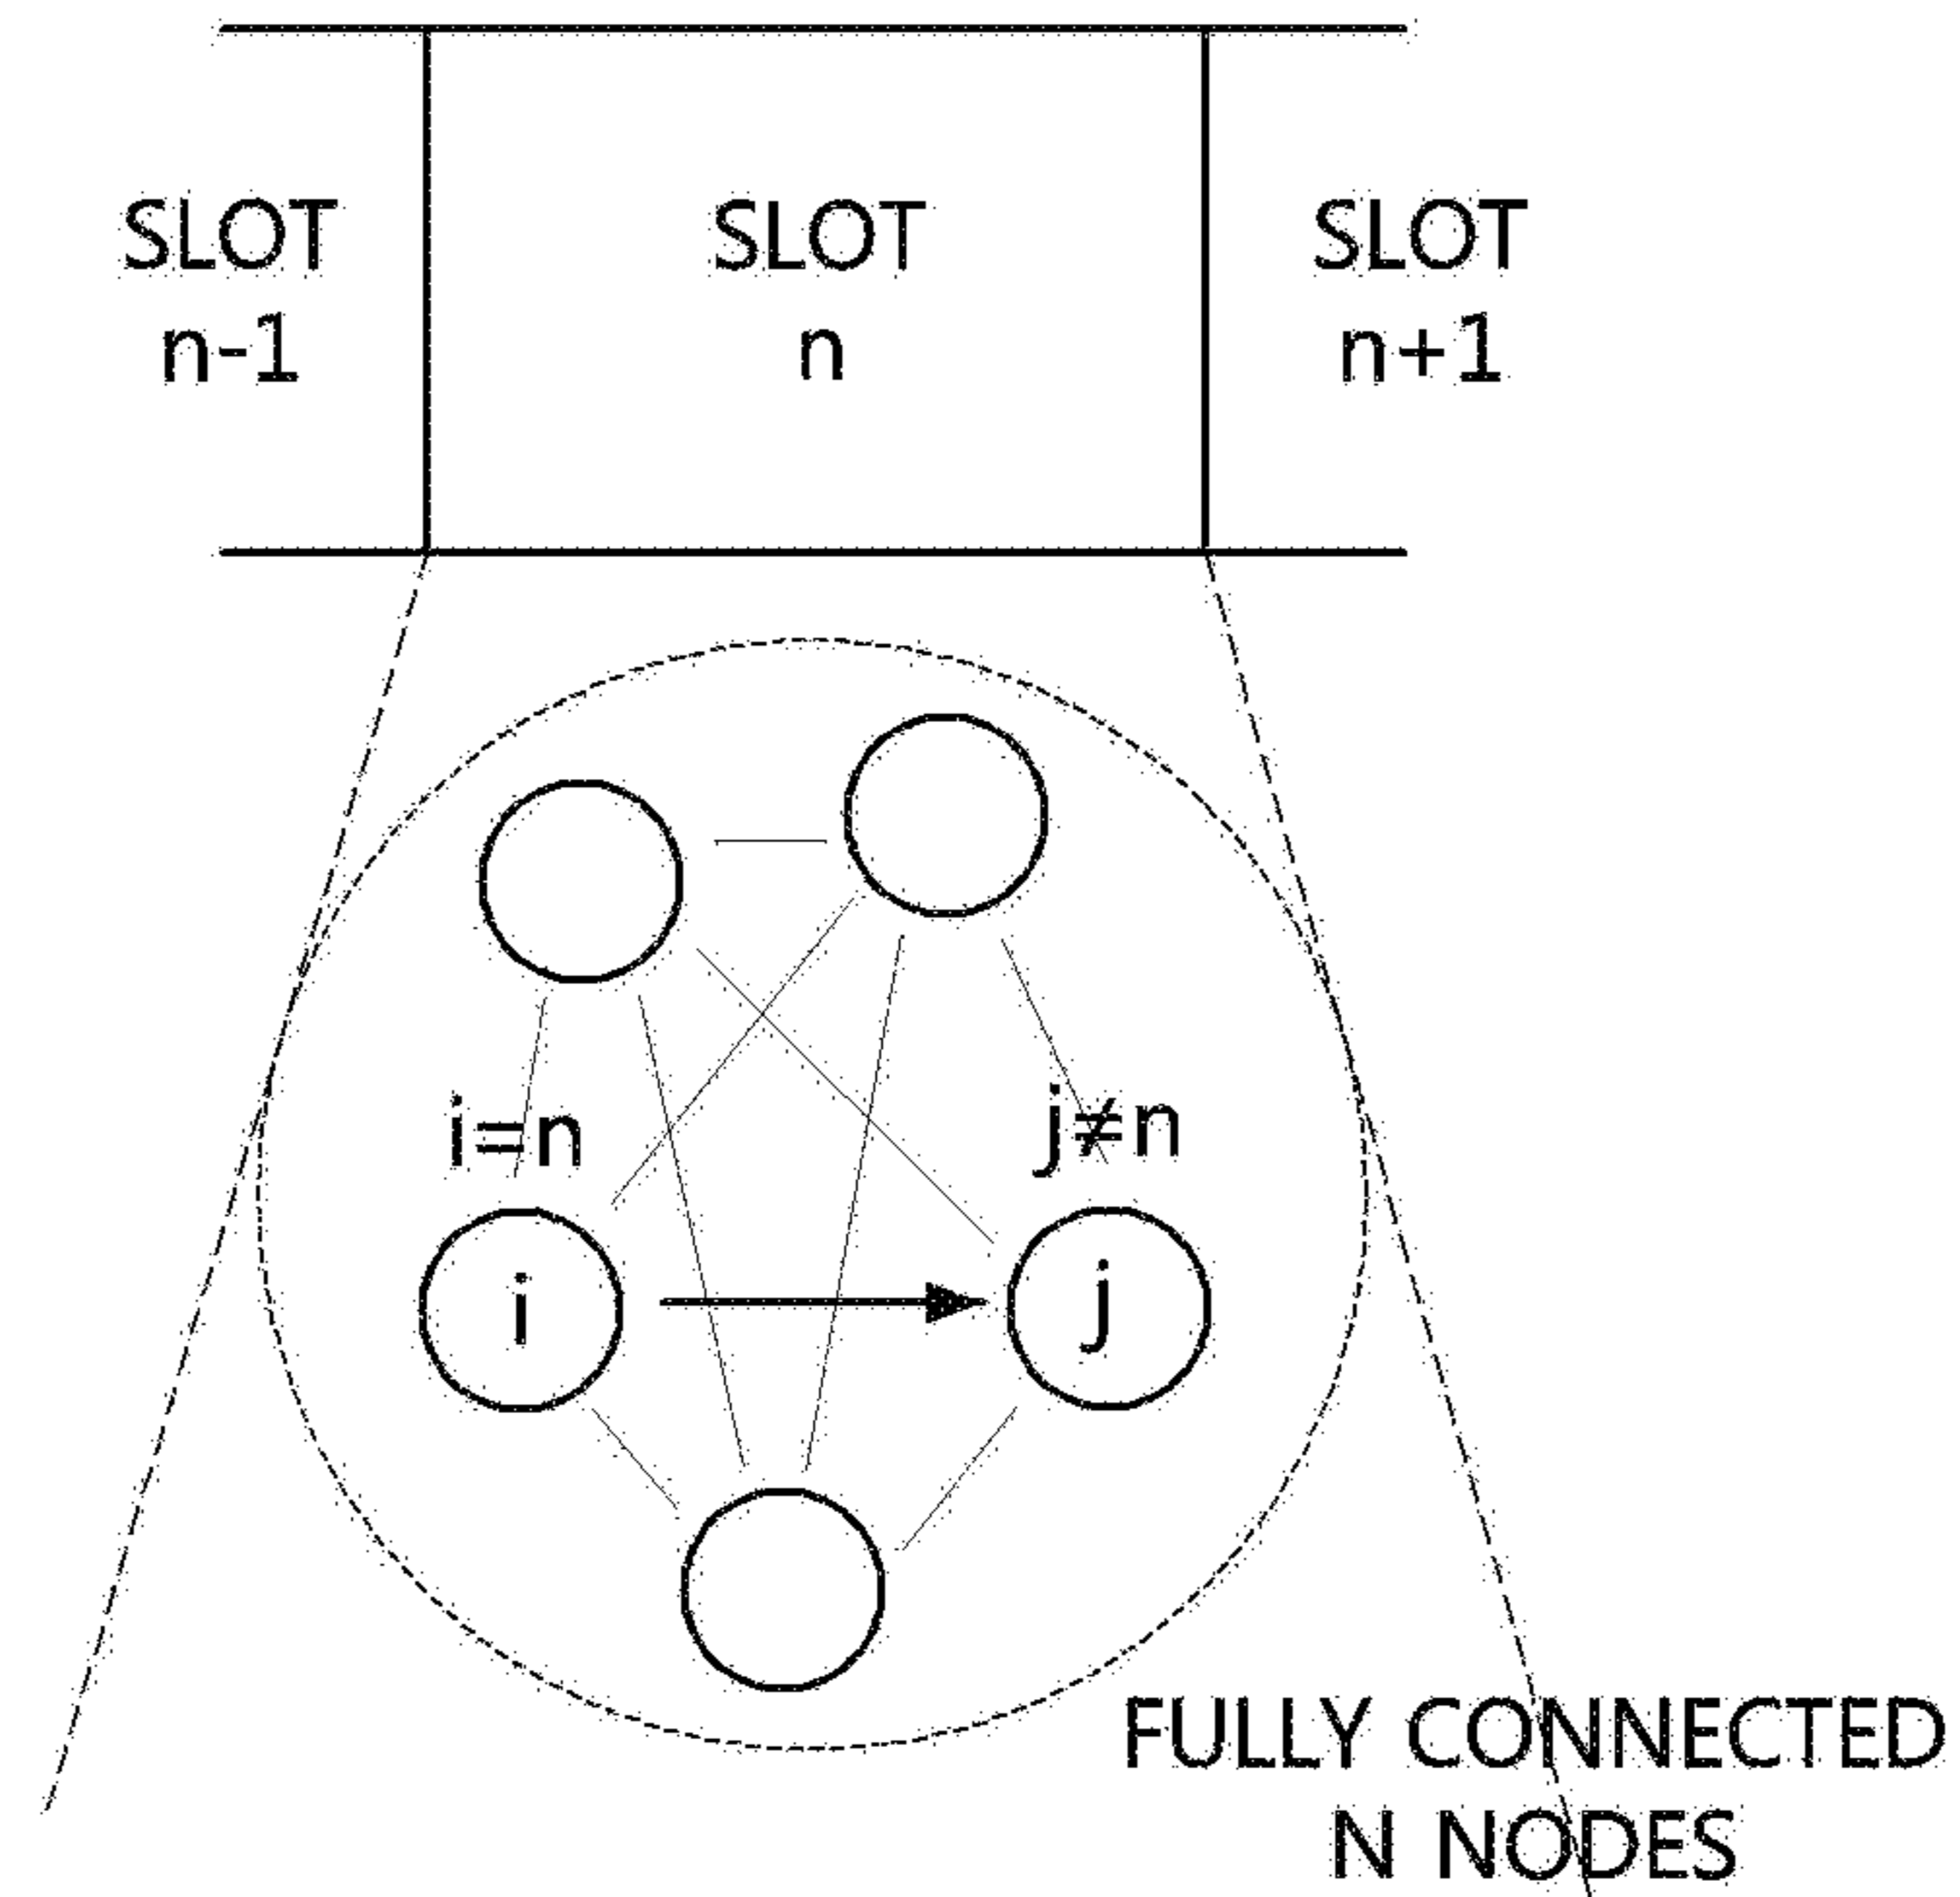 SLOT
n-1
SLOT
n
SLOT
n+1
i=n
j≠n
i
j
FULLY CONNECTED
N NODES